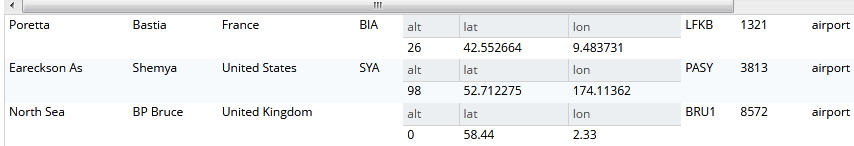 Poretta Bastia France BIA alt lat lon LFKB 1321 airport
26 42.552664 9.483731
Eareckson As Shemya United States SYA alt lat lon PASY 3813 airport
98 52.712275 174.11362
North Sea BP Bruce United Kingdom alt lat lon BRU1 8572 airport
0 58.44 2.33